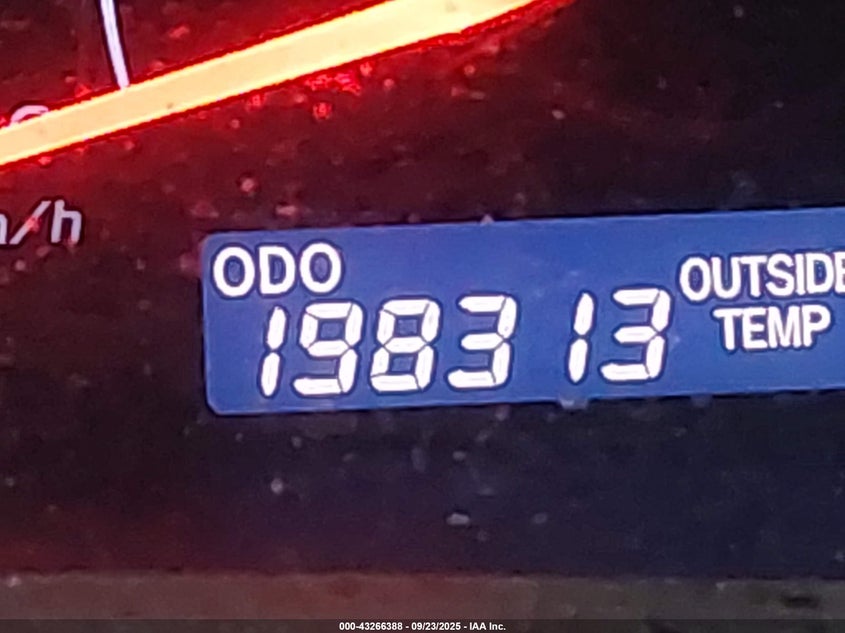 /h
ODO
198313
OUTSIDE
TEMP
000-43266388 - 09/23/2025 - IAA Inc.